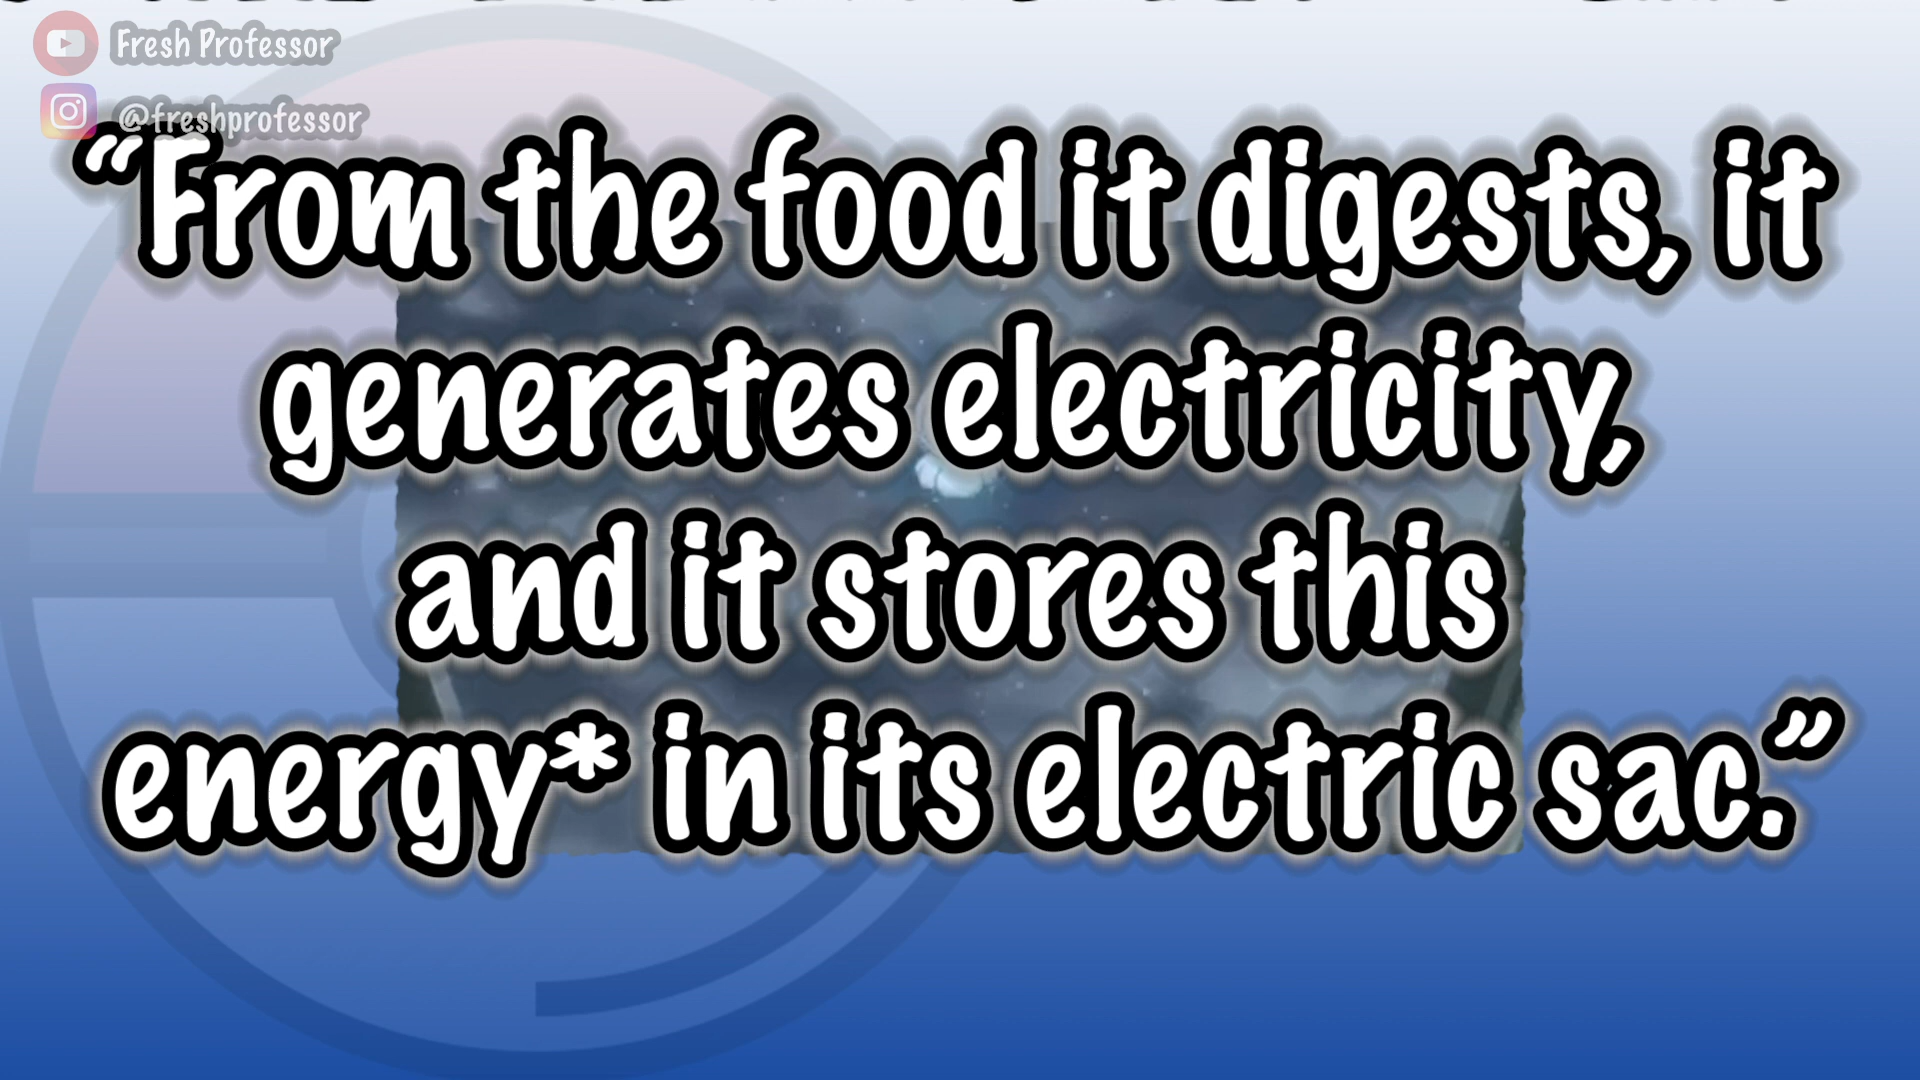 Fresh Professor
@freshprofessor
“From the food it digests, it
generates electricity,
and it stores this
energy* in its electric sac.”